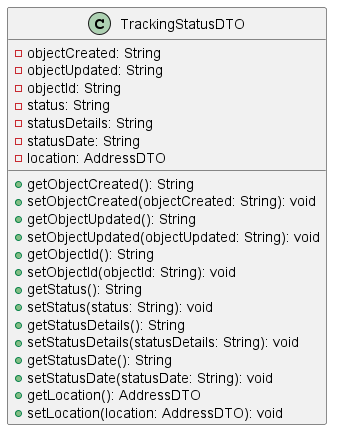 C TrackingStatusDTO
objectCreated: String
objectUpdated: String
objectId: String
status: String
statusDetails: String
statusDate: String
location: AddressDTO
getObjectCreated(): String
setObjectCreated(objectCreated: String): void
getObjectUpdated(): String
setObjectUpdated(objectUpdated: String): void
getObjectId(): String
setObjectId(objectId: String): void
getStatus(): String
setStatus(status: String): void
getStatusDetails(): String
setStatusDetails(statusDetails: String): void
getStatusDate(): String
setStatusDate(statusDate: String): void
getLocation(): AddressDTO
setLocation(location: AddressDTO): void